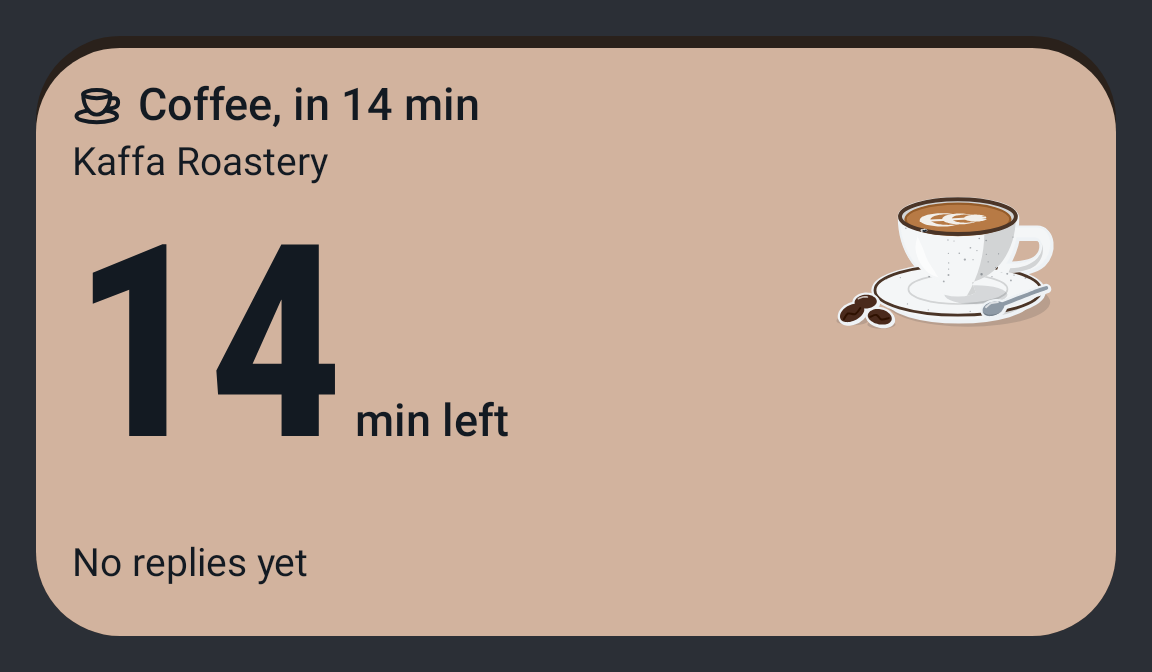 Coffee, in 14 min
Kaffa Roastery
14 min left
No replies yet